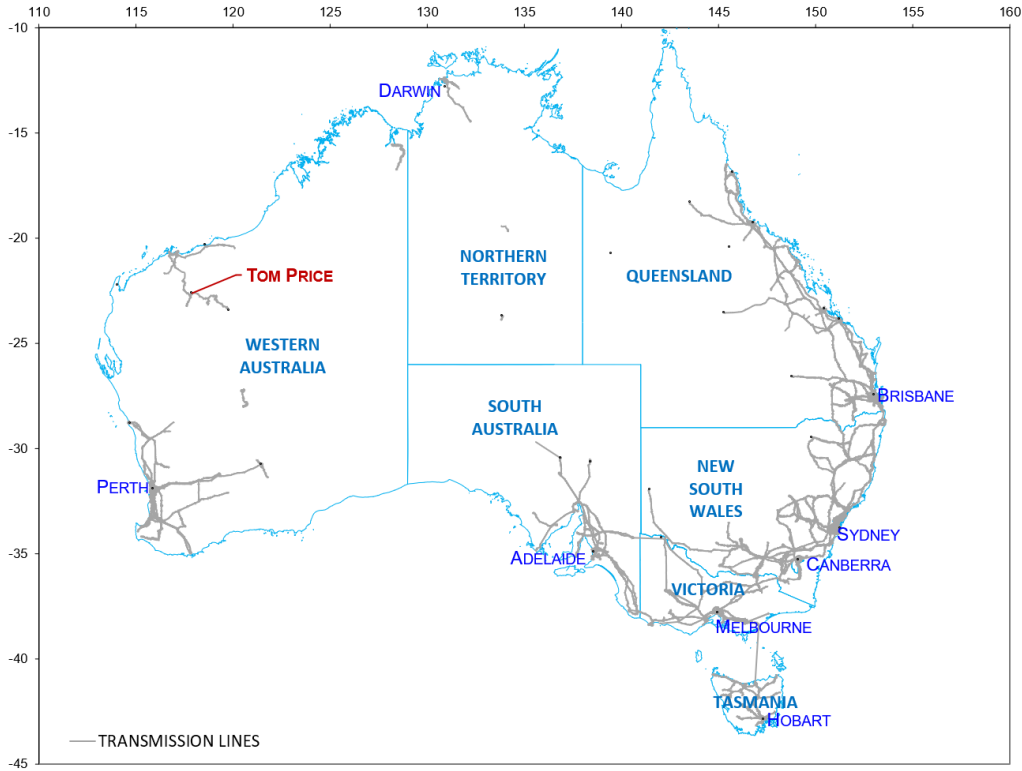 110 115 120 125 130 135 140 145 150 155 160
-10
DARWIN
-15
-20
NORTHERN
TERRITORY
QUEENSLAND
TOM PRICE
WESTERN
AUSTRALIA
-25
BRISBANE
SOUTH
AUSTRALIA
-30
NEW
SOUTH
WALES
PERTH
SYDNEY
-35
ADELAIDE
CANBERRA
VICTORIA
MELBOURNE
-40
TASMANIA
HOBART
TRANSMISSION LINES
-45